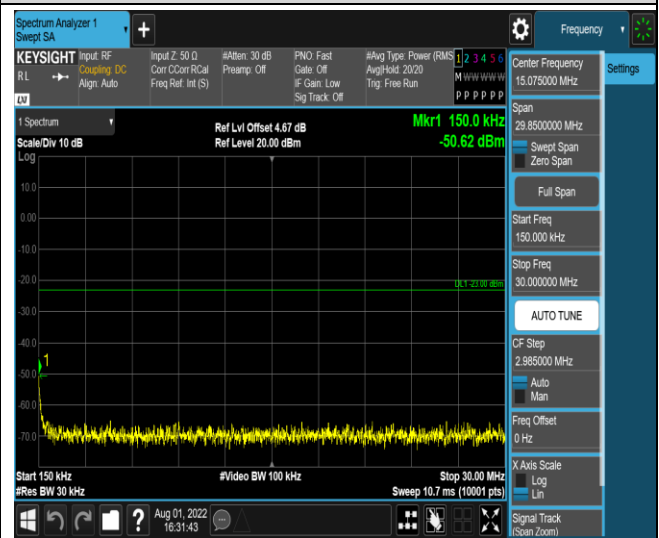 Spectrum Analyzer 1
Swept SA
+
Frequency
KEYSIGHT
RL
LXI
Input: RF
Coupling: DC
Align: Auto
Input Z: 50 Ω
Corr CCorr RCal
Freq Ref: Int (S)
#Atten: 30 dB
Preamp: Off
PNO: Fast
Gate: Off
IF Gain: Low
Sig Track: Off
#Avg Type: Power (RMS
Avg|Hold: 20/20
Trig: Free Run
1 2 3 4 5 6
M W W W W W
P P P P P P
1 Spectrum
Scale/Div 10 dB
Log
Ref Lvl Offset 4.67 dB
Ref Level 20.00 dBm
Mkr1 150.0 kHz
-50.62 dBm
10.0
0.00
-10.0
-20.0
DL1 -23.00 dBm
-30.0
-40.0
1
-50.0
-60.0
-70.0
Start 150 kHz
#Res BW 30 kHz
#Video BW 100 kHz
Stop 30.00 MHz
Sweep 10.7 ms (10001 pts)
Aug 01, 2022
16:31:43
?
Center Frequency
15.075000 MHz
Settings
Span
29.8500000 MHz
Swept Span
Zero Span
Full Span
Start Freq
150.000 kHz
Stop Freq
30.000000 MHz
AUTO TUNE
CF Step
2.985000 MHz
Auto
Man
Freq Offset
0 Hz
X Axis Scale
Log
Lin
Signal Track
(Span Zoom)